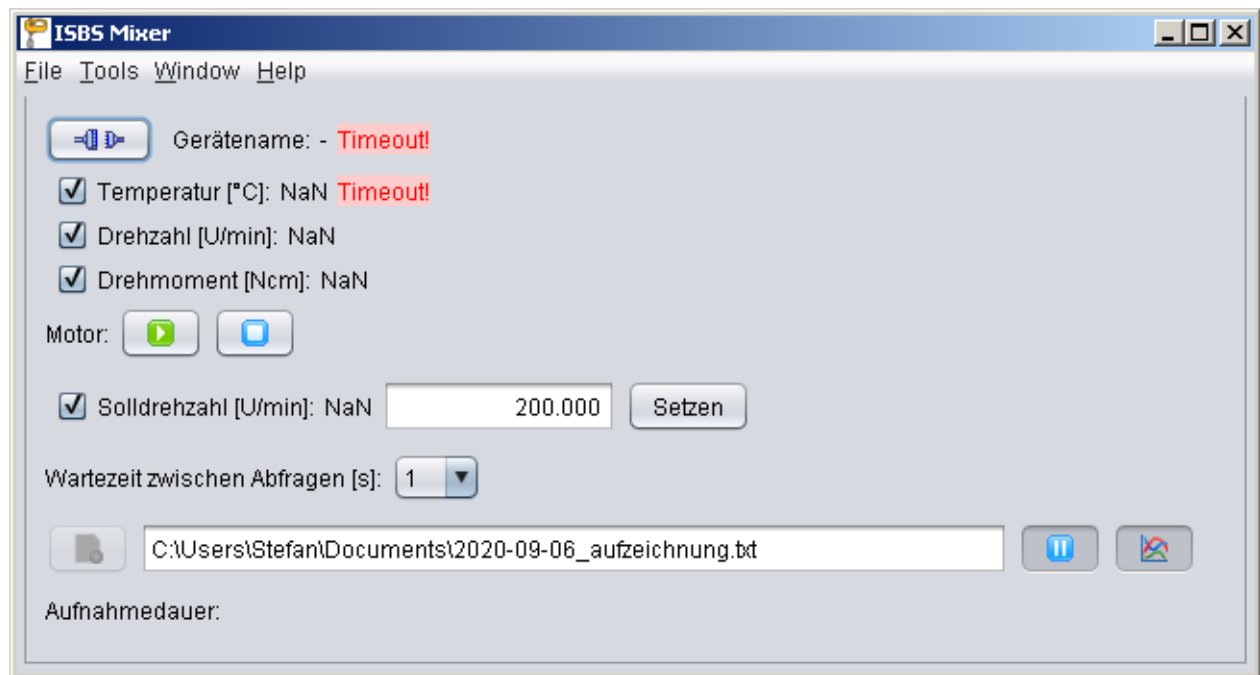 ISBS Mixer
File Tools Window Help
Gerätename: - Timeout!
Temperatur [°C]: NaN Timeout!
Drehzahl [U/min]: NaN
Drehmoment [Ncm]: NaN
Motor:
Solldrehzahl [U/min]: NaN 200.000 Setzen
Wartezeit zwischen Abfragen [s]: 1
C:\Users\Stefan\Documents\2020-09-06_aufzeichnung.txt
Aufnahmedauer: